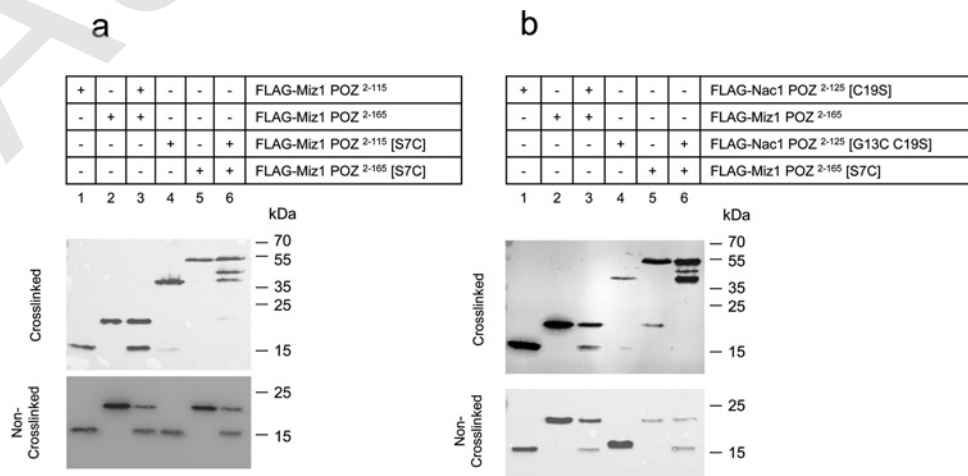 a
+ - + - - - FLAG-Miz1 POZ 2-115
- + + - - - FLAG-Miz1 POZ 2-165
- - - + - + FLAG-Miz1 POZ 2-115 [S7C]
- - - - + + FLAG-Miz1 POZ 2-165 [S7C]
1 2 3 4 5 6
kDa
Crosslinked
70
55
35
25
15
Non-
Crosslinked
25
15
b
+ - + - - - FLAG-Nac1 POZ 2-125 [C19S]
- + + - - - FLAG-Miz1 POZ 2-165
- - - + - + FLAG-Nac1 POZ 2-125 [G13C C19S]
- - - - + + FLAG-Miz1 POZ 2-165 [S7C]
1 2 3 4 5 6
kDa
Crosslinked
70
55
35
25
15
Non-
Crosslinked
25
15